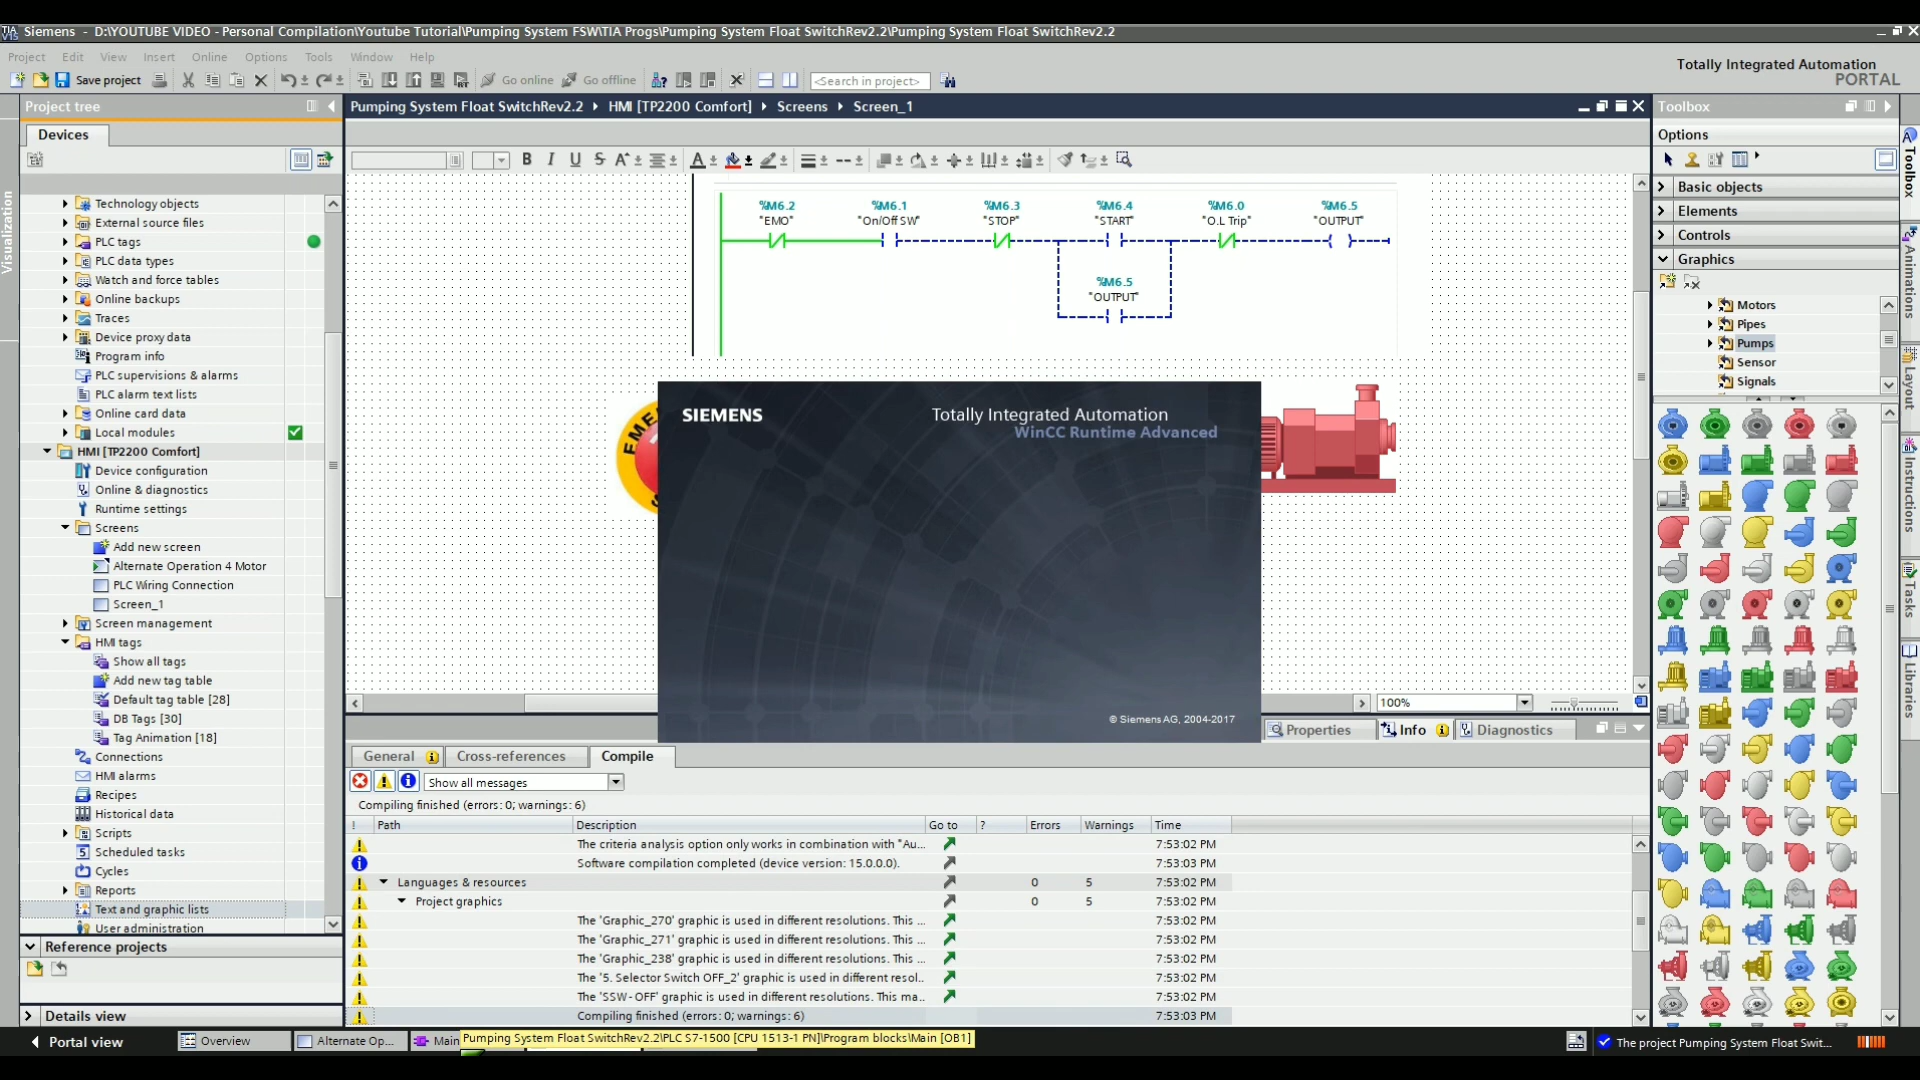 Siemens - D:\YOUTUBE VIDEO - Personal Compilation\Youtube Tutorial\Pumping System FSW\TIA Progs\Pumping System Float SwitchRev2.2\Pumping System Float SwitchRev2.2
Project Edit View Insert Online Options Tools Window Help
Totally Integrated Automation
PORTAL
Save project Go online Go offline <Search in project>
Project tree
Pumping System Float SwitchRev2.2 HMI [TP2200 Comfort] Screens Screen_1
Toolbox
Devices
Options
Visualization
Technology objects
External source files
PLC tags
PLC data types
Watch and force tables
Online backups
Traces
Device proxy data
Program info
PLC supervisions & alarms
PLC alarm text lists
Online card data
Local modules
HMI [TP2200 Comfort]
Device configuration
Online & diagnostics
Runtime settings
Screens
Add new screen
Alternate Operation 4 Motor
PLC Wiring Connection
Screen_1
Screen management
HMI tags
Show all tags
Add new tag table
Default tag table [28]
DB Tags [30]
Tag Animation [18]
Connections
HMI alarms
Recipes
Historical data
Scripts
Scheduled tasks
Cycles
Reports
Text and graphic lists
User administration
Reference projects
Details view
%M6.2 %M6.1 %M6.3 %M6.4 %M6.0 %M6.5
"EMO" "On/Off SW" "STOP" "START" "O.L Trip" "OUTPUT"
%M6.5
"OUTPUT"
EME
SIEMENS
Totally Integrated Automation
WinCC Runtime Advanced
© Siemens AG, 2004-2017
100%
Properties Info Diagnostics
General Cross-references Compile
Show all messages
Compiling finished (errors: 0; warnings: 6)
! Path Description Go to ? Errors Warnings Time
The criteria analysis option only works in combination with "Au... 7:53:02 PM
Software compilation completed (device version: 15.0.0.0). 7:53:03 PM
Languages & resources 0 5 7:53:02 PM
Project graphics 0 5 7:53:02 PM
The 'Graphic_270' graphic is used in different resolutions. This ... 7:53:02 PM
The 'Graphic_271' graphic is used in different resolutions. This ... 7:53:02 PM
The 'Graphic_238' graphic is used in different resolutions. This ... 7:53:02 PM
The '5. Selector Switch OFF_2' graphic is used in different resol... 7:53:02 PM
The 'SSW - OFF' graphic is used in different resolutions. This ma... 7:53:02 PM
Compiling finished (errors: 0; warnings: 6) 7:53:03 PM
Basic objects
Elements
Controls
Graphics
Motors
Pipes
Pumps
Sensor
Signals
Toolbox
Animations
Layout
Instructions
Tasks
Libraries
Portal view Overview Alternate Op... Main
Pumping System Float SwitchRev2.2\PLC S7-1500 [CPU 1513-1 PN]\Program blocks\Main [OB1]
The project Pumping System Float Swit...